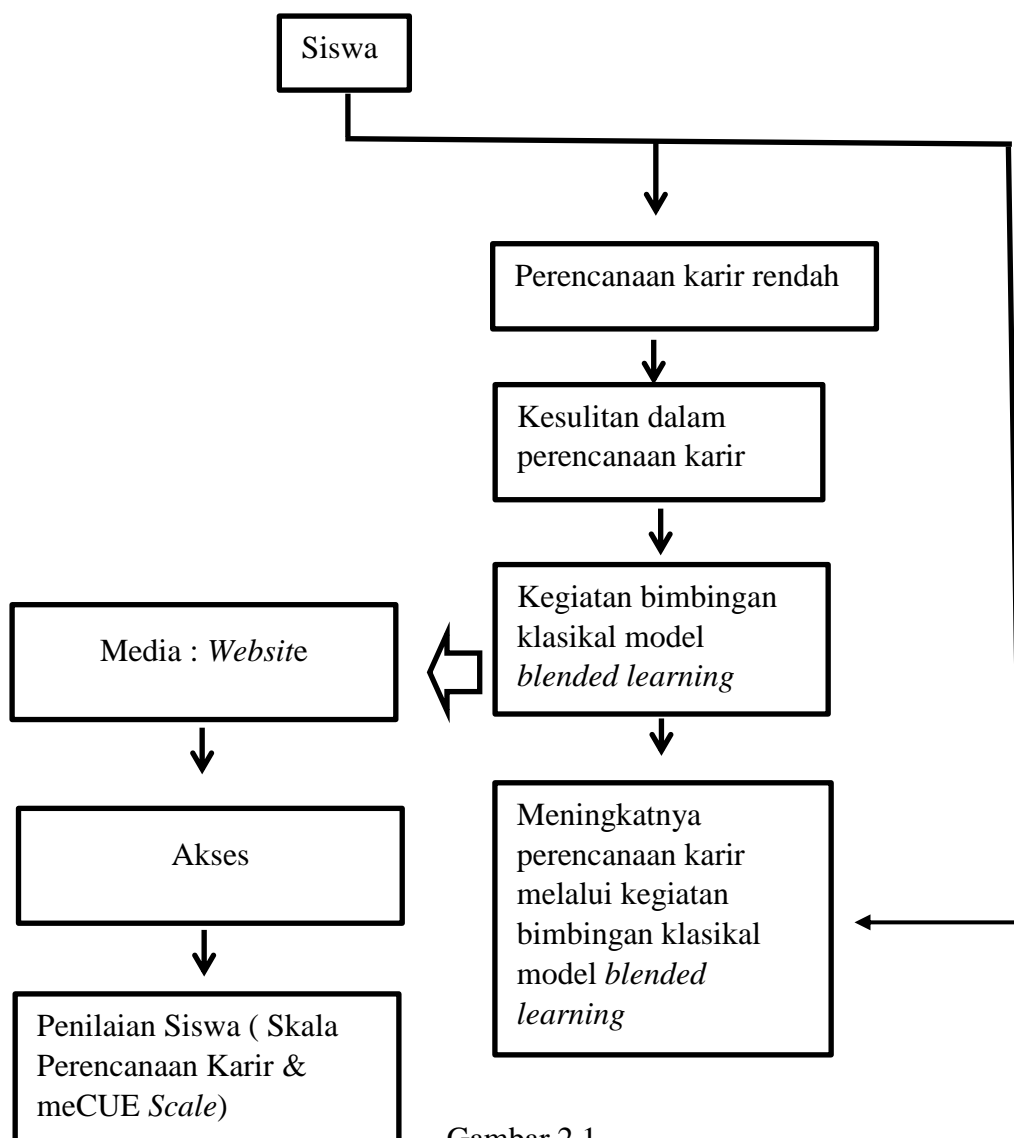 Siswa
Perencanaan karir rendah
Kesulitan dalam
perencanaan karir
Kegiatan bimbingan
klasikal model
blended learning
Media : Website
Meningkatnya
perencanaan karir
melalui kegiatan
bimbingan klasikal
model blended
learning
Akses
Penilaian Siswa ( Skala
Perencanaan Karir &
meCUE Scale)
Gambar 2.1